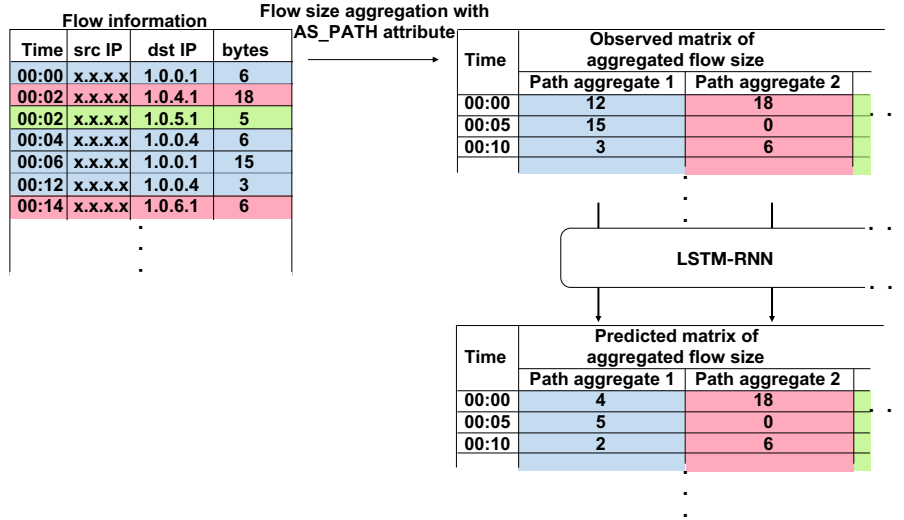 Flow information
Time src IP dst IP bytes
00:00 x.x.x.x 1.0.0.1 6
00:02 x.x.x.x 1.0.4.1 18
00:02 x.x.x.x 1.0.5.1 5
00:04 x.x.x.x 1.0.0.4 6
00:06 x.x.x.x 1.0.0.1 15
00:12 x.x.x.x 1.0.0.4 3
00:14 x.x.x.x 1.0.6.1 6
Flow size aggregation with
AS_PATH attribute
Time
Observed matrix of
aggregated flow size
Path aggregate 1 Path aggregate 2
00:00 12 18
00:05 15 0
00:10 3 6
LSTM-RNN
Time
Predicted matrix of
aggregated flow size
Path aggregate 1 Path aggregate 2
00:00 4 18
00:05 5 0
00:10 2 6